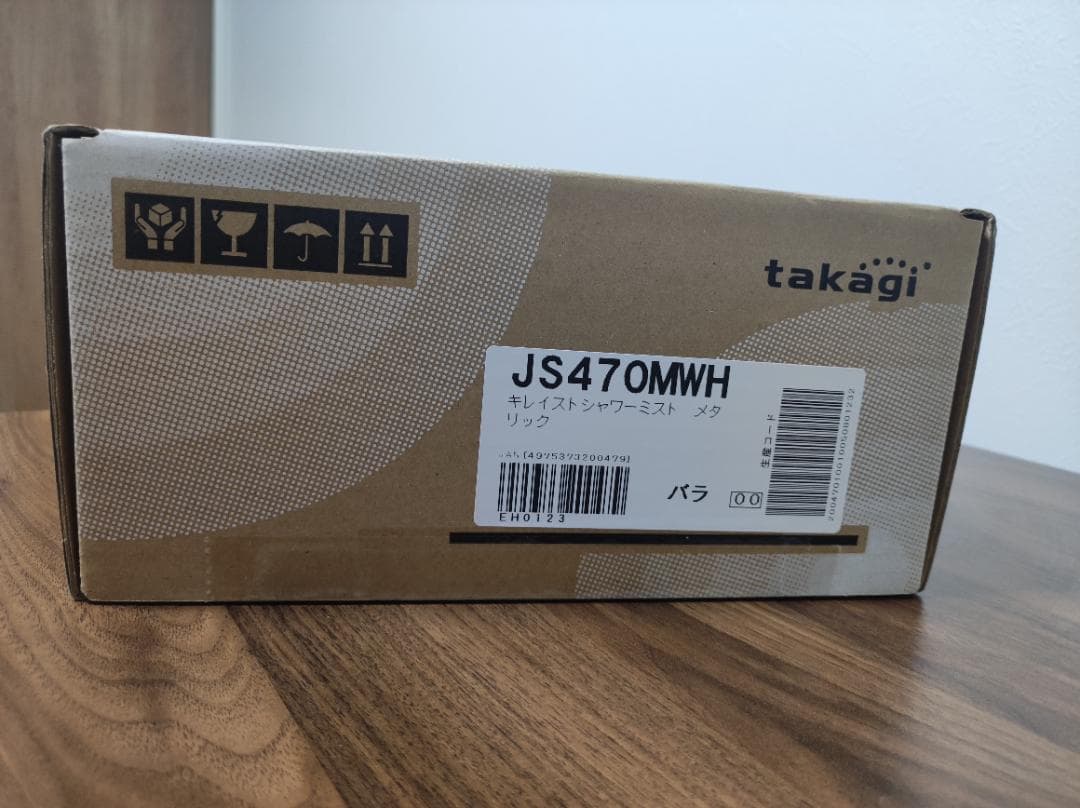 takagi
JS470MWH
キレイストシャワーミスト　メタ
リック
JAN[4975373200479]
EH0123
バラ
00
生産コード